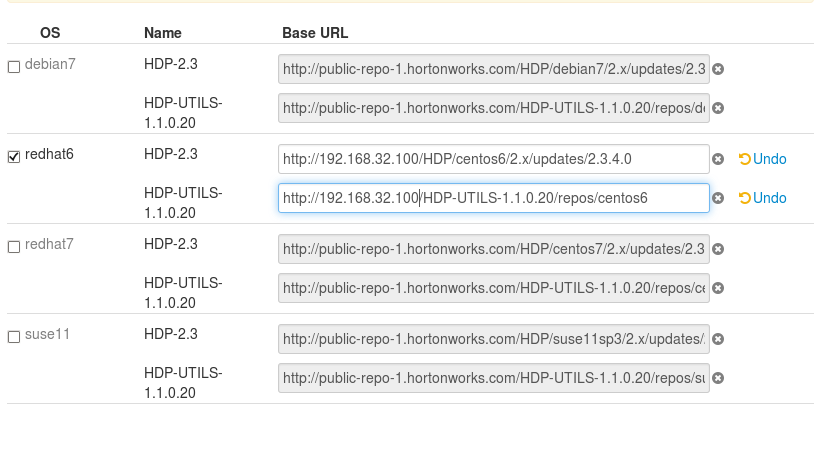 OS Name Base URL
debian7 HDP-2.3 http://public-repo-1.hortonworks.com/HDP/debian7/2.x/updates/2.3
HDP-UTILS-
1.1.0.20 http://public-repo-1.hortonworks.com/HDP-UTILS-1.1.0.20/repos/de
redhat6 HDP-2.3 http://192.168.32.100/HDP/centos6/2.x/updates/2.3.4.0 Undo
HDP-UTILS-
1.1.0.20 http://192.168.32.100/HDP-UTILS-1.1.0.20/repos/centos6 Undo
redhat7 HDP-2.3 http://public-repo-1.hortonworks.com/HDP/centos7/2.x/updates/2.3
HDP-UTILS-
1.1.0.20 http://public-repo-1.hortonworks.com/HDP-UTILS-1.1.0.20/repos/ce
suse11 HDP-2.3 http://public-repo-1.hortonworks.com/HDP/suse11sp3/2.x/updates/
HDP-UTILS-
1.1.0.20 http://public-repo-1.hortonworks.com/HDP-UTILS-1.1.0.20/repos/su